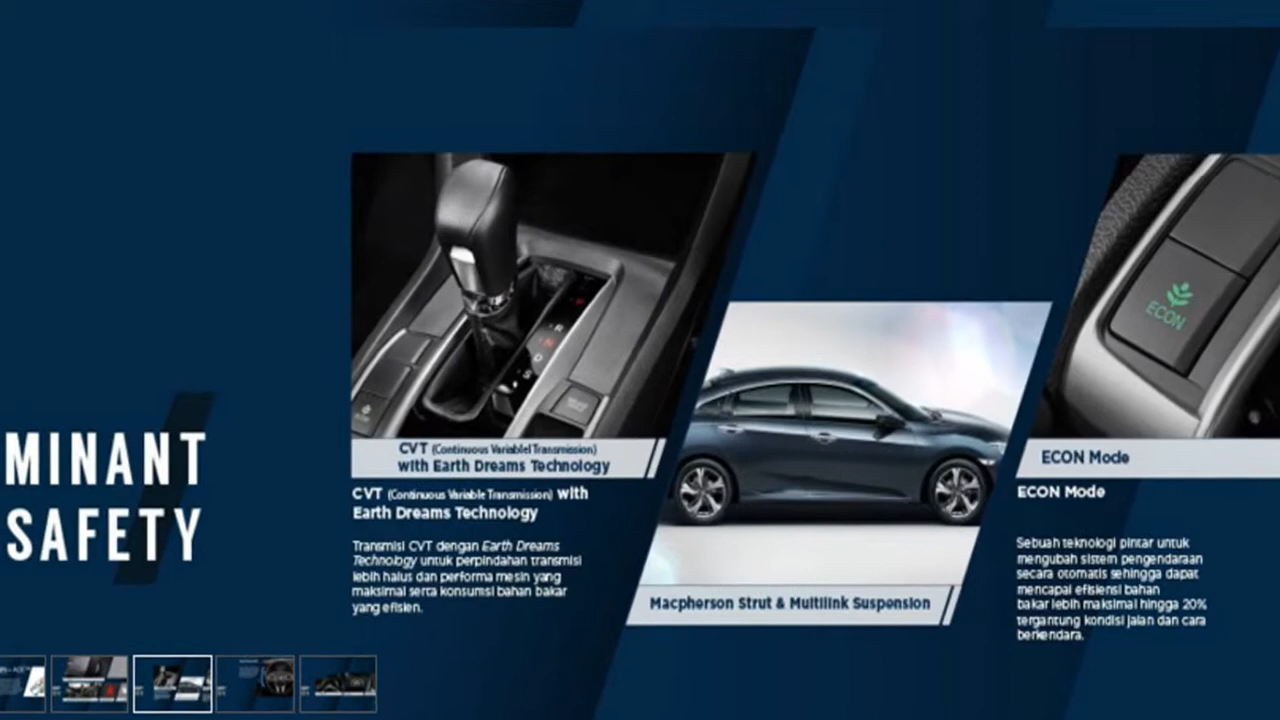 MINANT
SAFETY
R
N
D
S
CVT (Continuous Variablel Transmission)
with Earth Dreams Technology
CVT (Continuous Variable Transmission) with
Earth Dreams Technology
Transmisi CVT dengan Earth Dreams
Technology untuk perpindahan transmisi
lebih halus dan performa mesin yang
maksimal serta konsumsi bahan bakar
yang efisien.
Macpherson Strut & Multilink Suspension
ECON
ECON Mode
ECON Mode
Sebuah teknologi pintar untuk
mengubah sistem pengendaraan
secara otomatis sehingga dapat
mencapai efisiensi bahan
bakar lebih maksimal hingga 20%
tergantung kondisi jalan dan cara
berkendara.